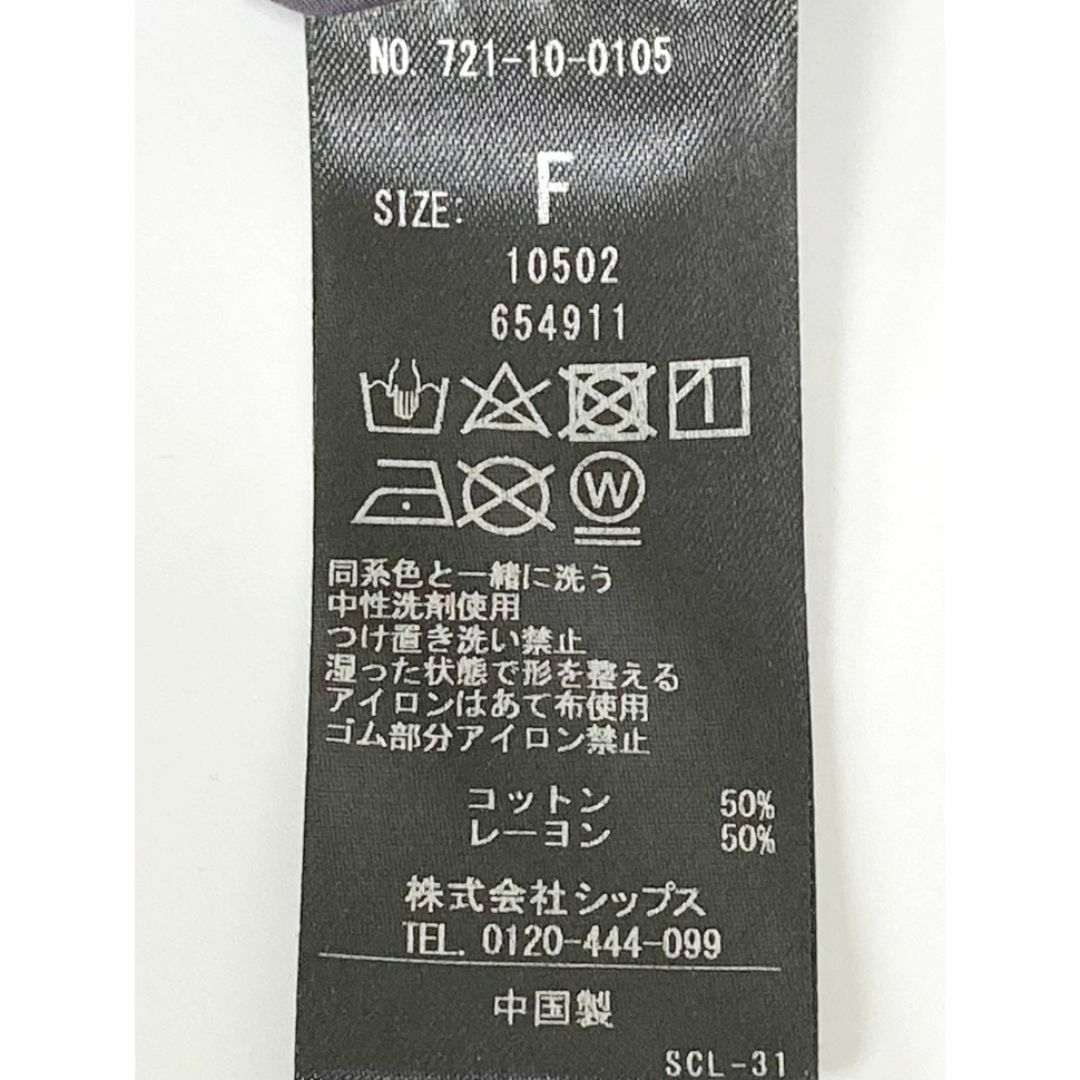 NO. 721-10-0105
SIZE: F
10502
654911
W
同系色と一緒に洗う
中性洗剤使用
つけ置き洗い禁止
湿った状態で形を整える
アイロンはあて布使用
ゴム部分アイロン禁止
コットン 50%
レーヨン 50%
株式会社シップス
TEL. 0120-444-099
中国製
SCL-31